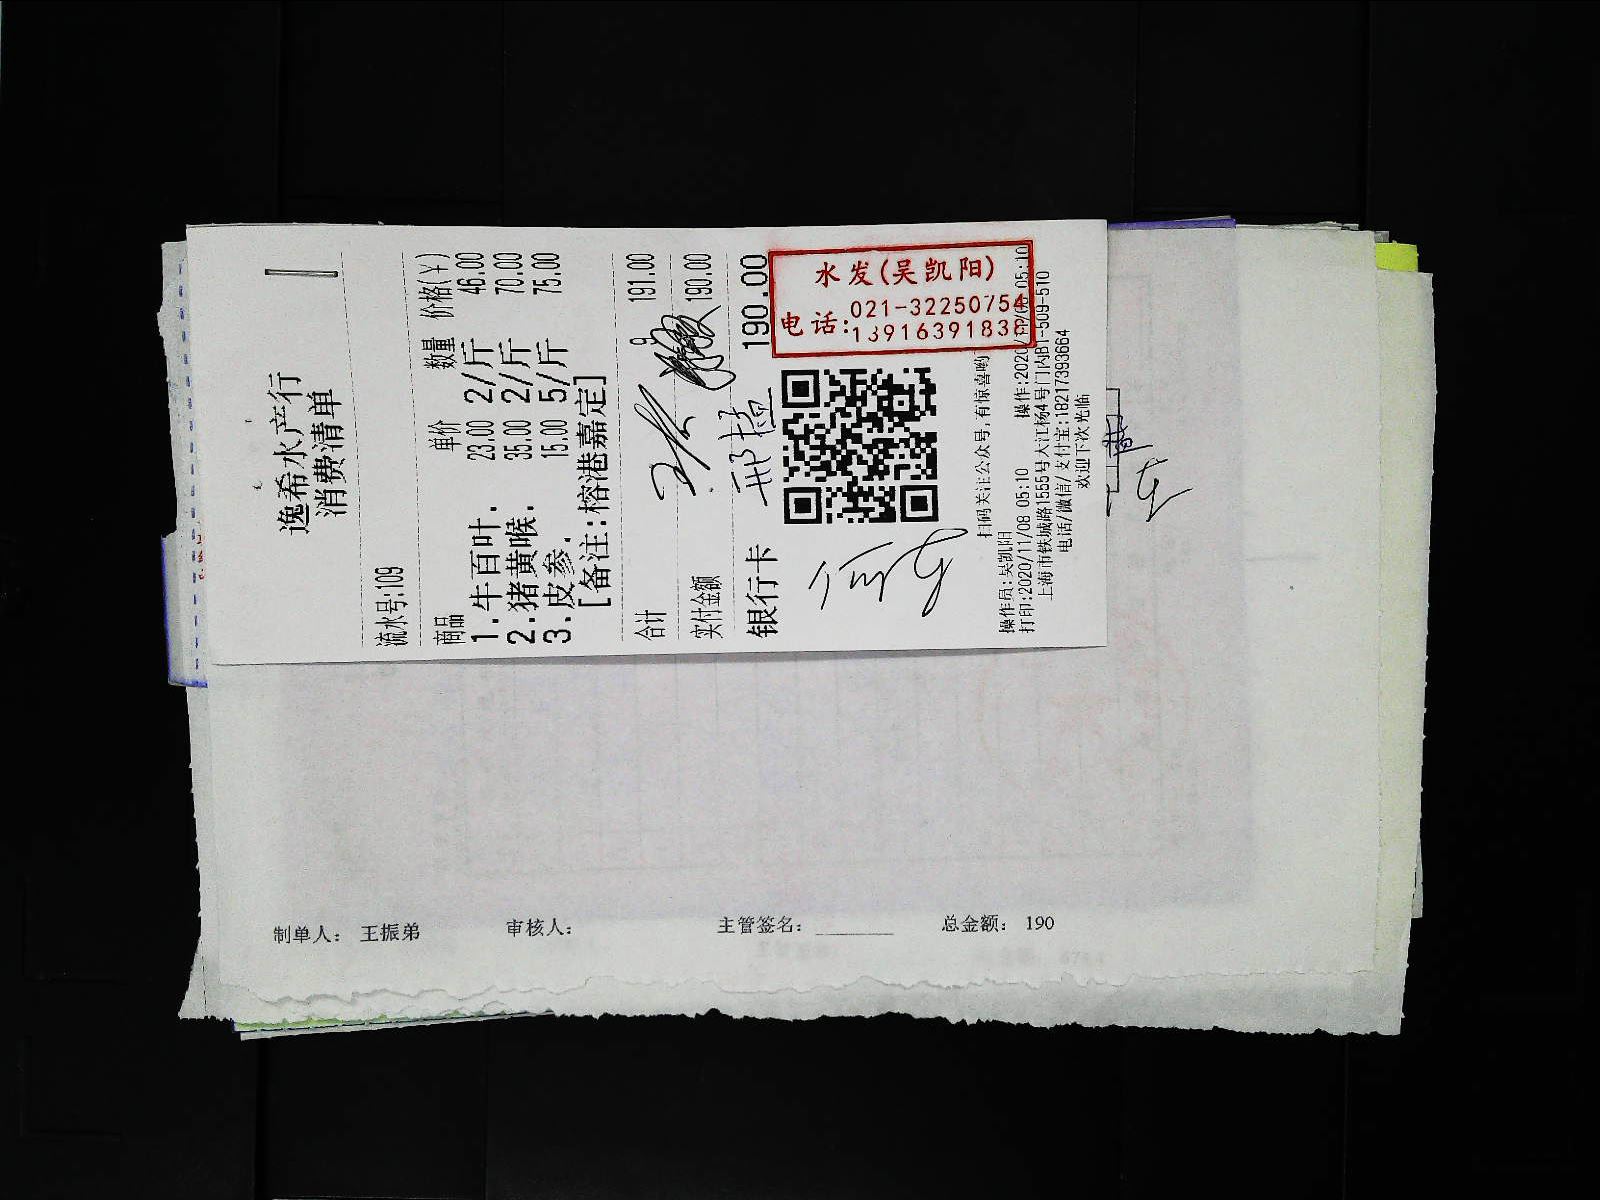 逸希水产行
消费清单
流水号:109
商品 单价 数量 价格(￥)
1.牛百叶. 23.00 2/斤 46.00
2.猪黄喉. 35.00 2/斤 70.00
3.皮参. 15.00 5/斤 75.00
[备注:榕港嘉定]
合计 9 191.00
实付金额 190.00
银行卡 190.00
水发(吴凯阳)
电话:021-32250754
13916391838
扫码关注公众号,有惊喜哟
操作员:吴凯阳
打印:2020/11/08 05:10 操作:2020/11/08 05:10
上海市铁城路1555号大江杨4号门内B1-509-510
电话/微信/支付宝:18217393664
欢迎下次光临
制单人: 王振弟 审核人: 主管签名: 总金额: 190